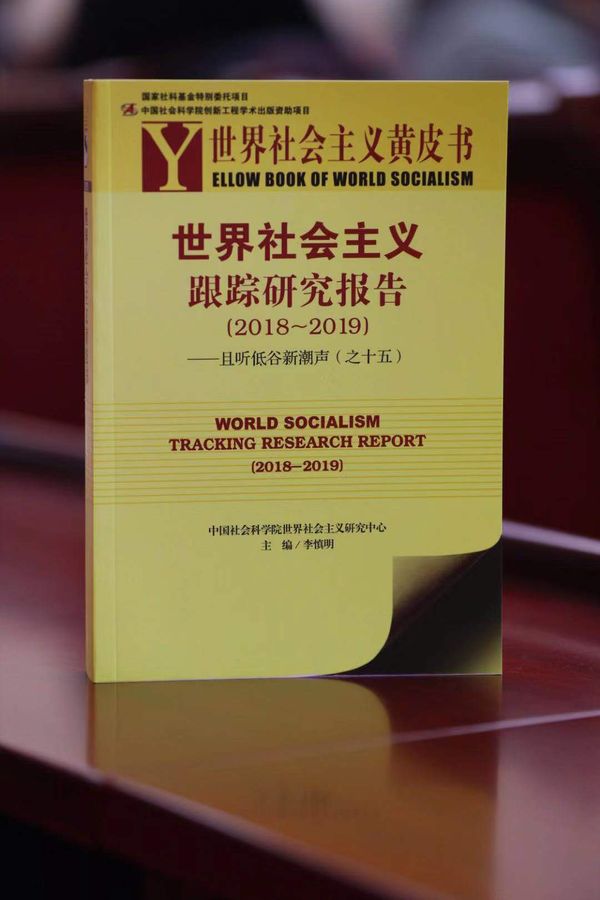 国家社科基金特别委托项目
中国社会科学院创新工程学术出版资助项目
Y 世界社会主义黄皮书
ELLOW BOOK OF WORLD SOCIALISM
世界社会主义
跟踪研究报告
(2018~2019)
——且听低谷新潮声（之十五）
WORLD SOCIALISM
TRACKING RESEARCH REPORT
(2018–2019)
中国社会科学院世界社会主义研究中心
主 编/李慎明